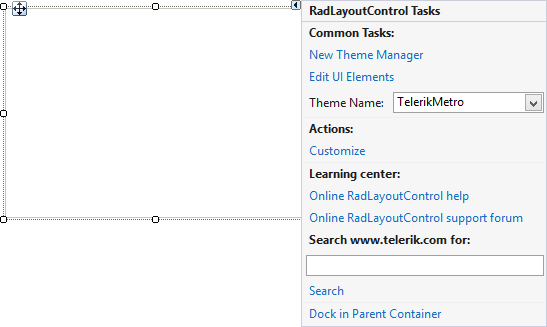 RadLayoutControl Tasks
Common Tasks:
New Theme Manager
Edit UI Elements
Theme Name: TelerikMetro
Actions:
Customize
Learning center:
Online RadLayoutControl help
Online RadLayoutControl support forum
Search www.telerik.com for:
Search
Dock in Parent Container